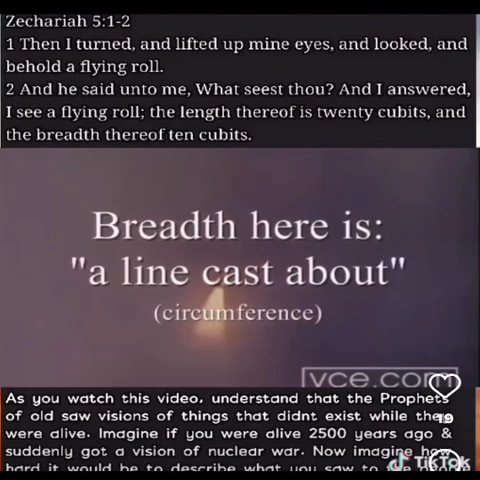 Zechariah 5:1-2
1 Then I turned, and lifted up mine eyes, and looked, and
behold a flying roll.
2 And he said unto me, What seest thou? And I answered,
I see a flying roll; the length thereof is twenty cubits, and
the breadth thereof ten cubits.
Breadth here is:
"a line cast about"
(circumference)
vce.com
As you watch this video, understand that the Prophets
of old saw visions of things that didnt exist while they
19
were alive. Imagine if you were alive 2500 years ago &
suddenly got a vision of nuclear war. Now imagine how
hard it would be to describe what you saw to the
TikTok